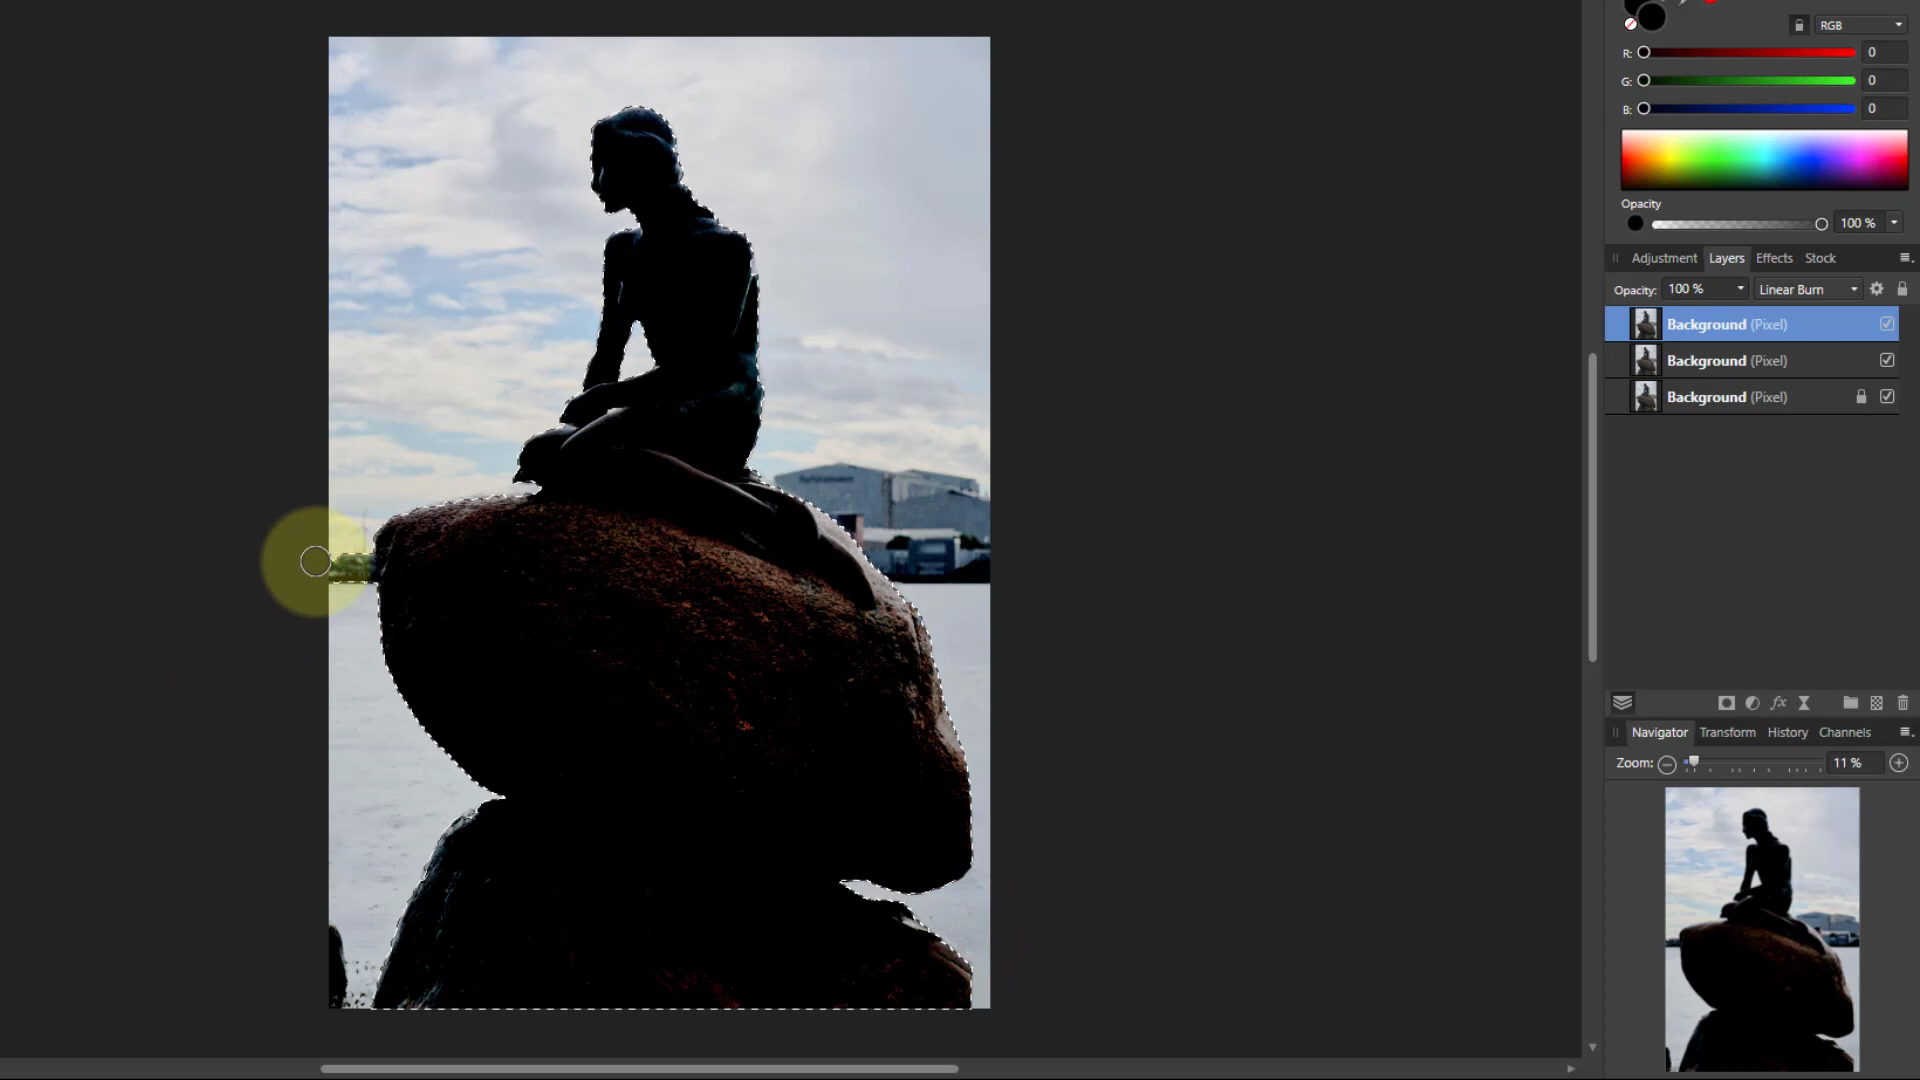 RGB
R: 0
G: 0
B: 0
Opacity
100 %
Adjustment Layers Effects Stock
Opacity: 100 % Linear Burn
Background (Pixel)
Background (Pixel)
Background (Pixel)
fx
Navigator Transform History Channels
Zoom: 11 %